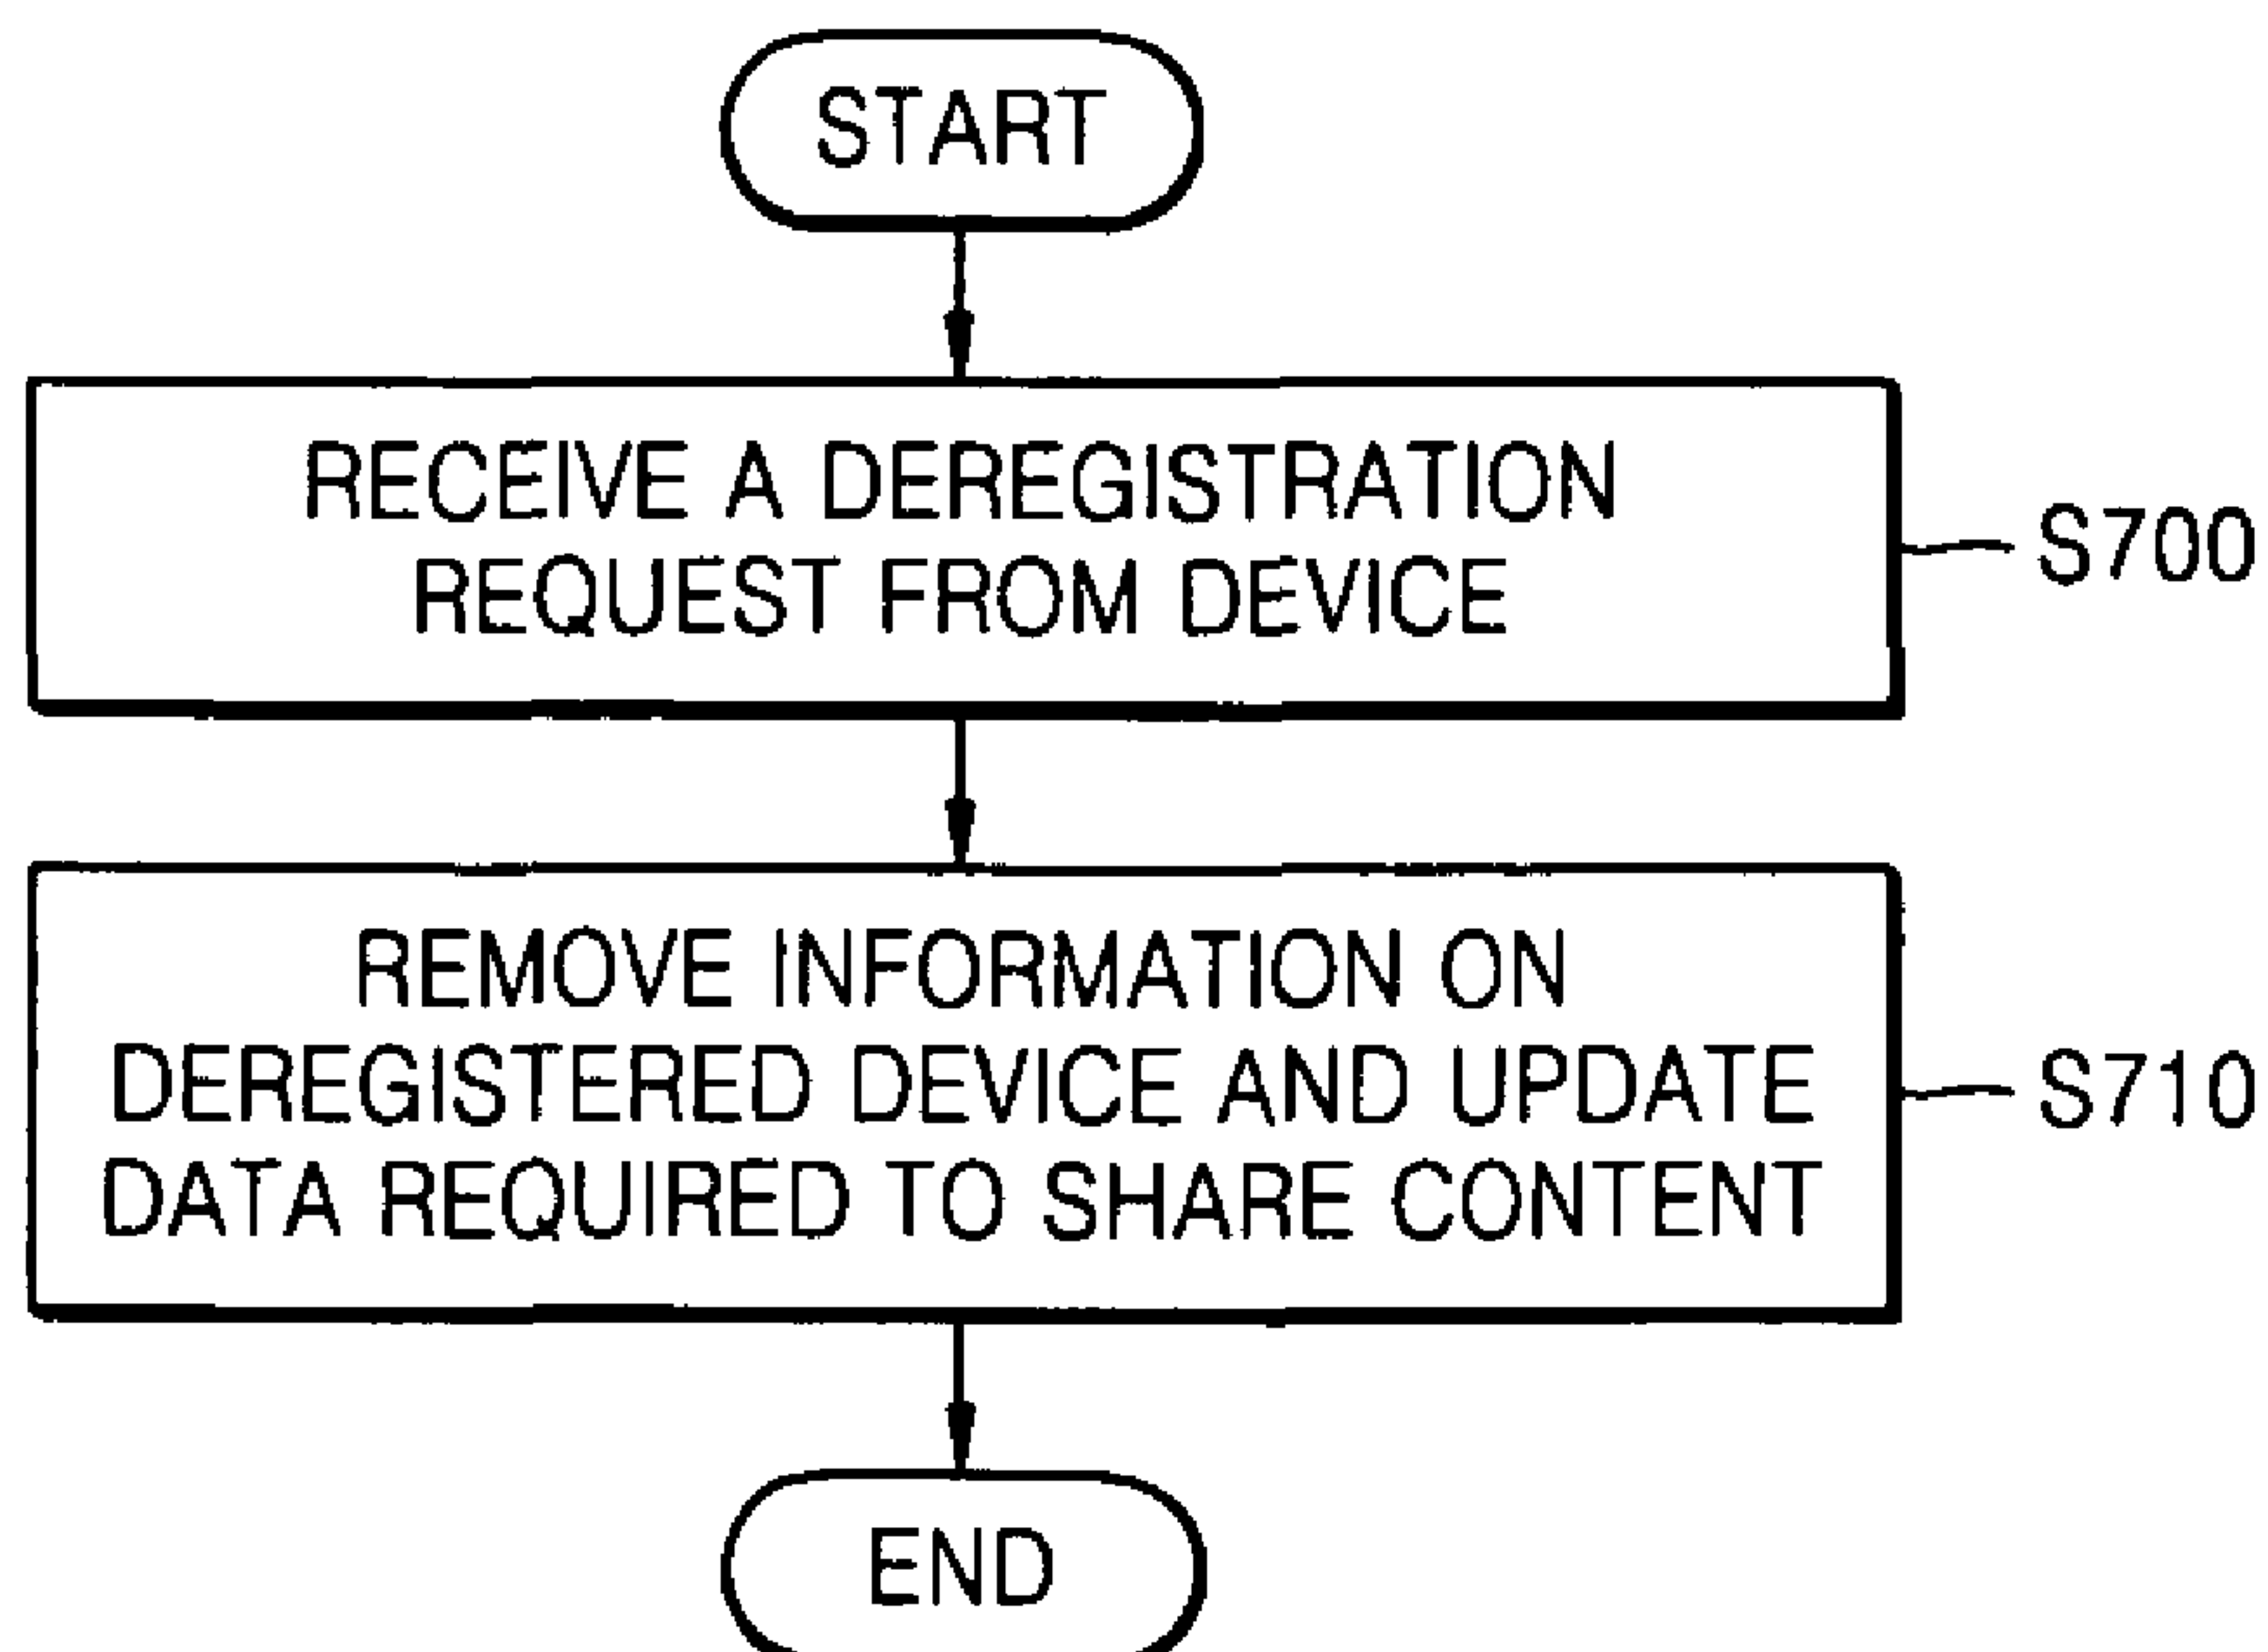 START
RECEIVE A DEREGISTRATION
REQUEST FROM DEVICE
S700
REMOVE INFORMATION ON
DEREGISTERED DEVICE AND UPDATE
DATA REQUIRED TO SHARE CONTENT
S710
END